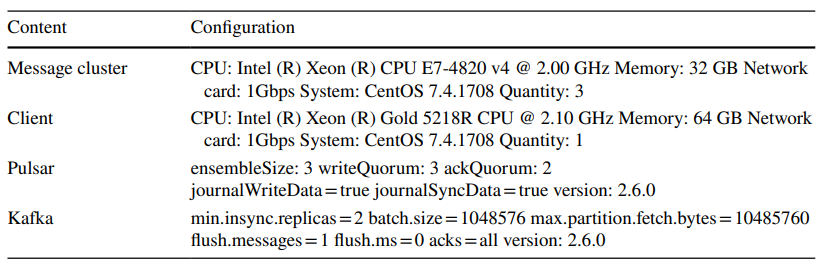 Content Configuration
Message cluster CPU: Intel (R) Xeon (R) CPU E7-4820 v4 @ 2.00 GHz Memory: 32 GB Network
card: 1Gbps System: CentOS 7.4.1708 Quantity: 3
Client CPU: Intel (R) Xeon (R) Gold 5218R CPU @ 2.10 GHz Memory: 64 GB Network
card: 1Gbps System: CentOS 7.4.1708 Quantity: 1
Pulsar ensembleSize: 3 writeQuorum: 3 ackQuorum: 2
journalWriteData=true journalSyncData=true version: 2.6.0
Kafka min.insync.replicas=2 batch.size=1048576 max.partition.fetch.bytes=10485760
flush.messages=1 flush.ms=0 acks=all version: 2.6.0